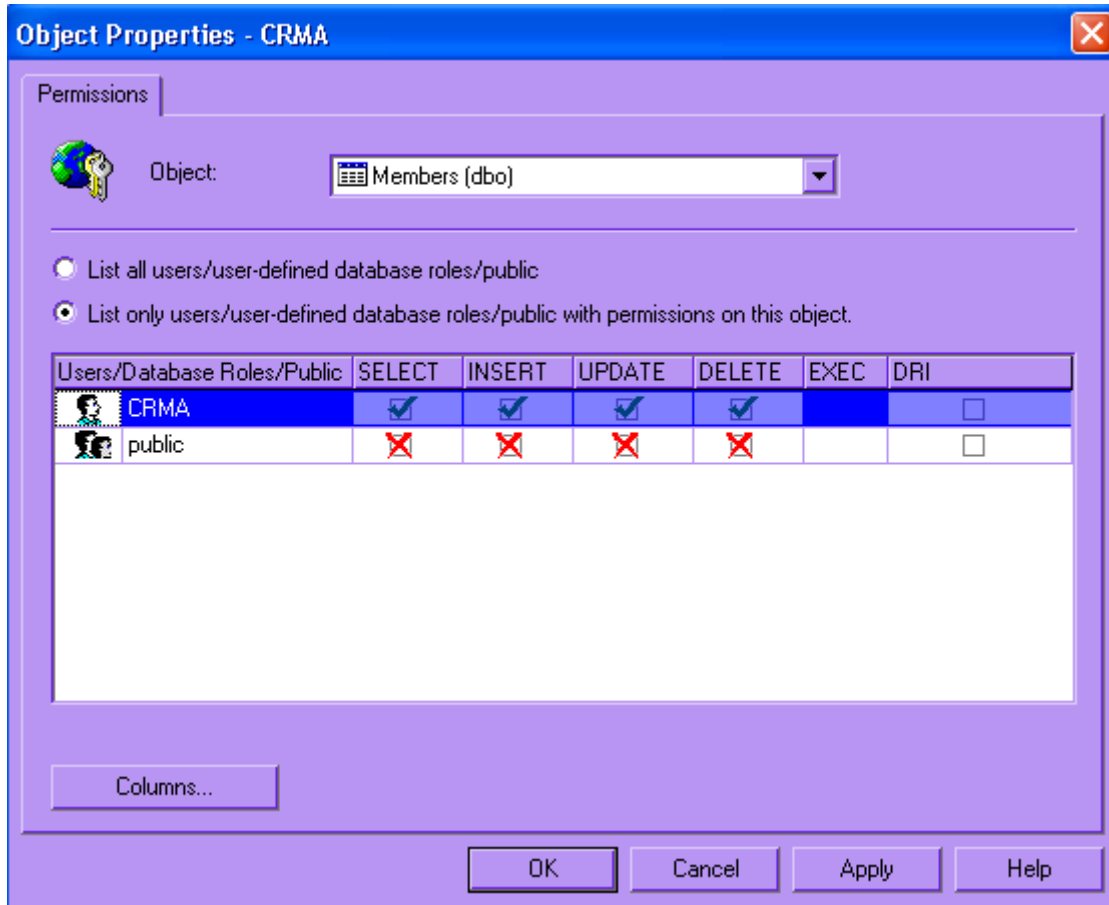 Object Properties - CRMA
Permissions
Object: Members (dbo)
List all users/user-defined database roles/public
List only users/user-defined database roles/public with permissions on this object.
Users/Database Roles/Public SELECT INSERT UPDATE DELETE EXEC DRI
CRMA
public
Columns...
OK Cancel Apply Help